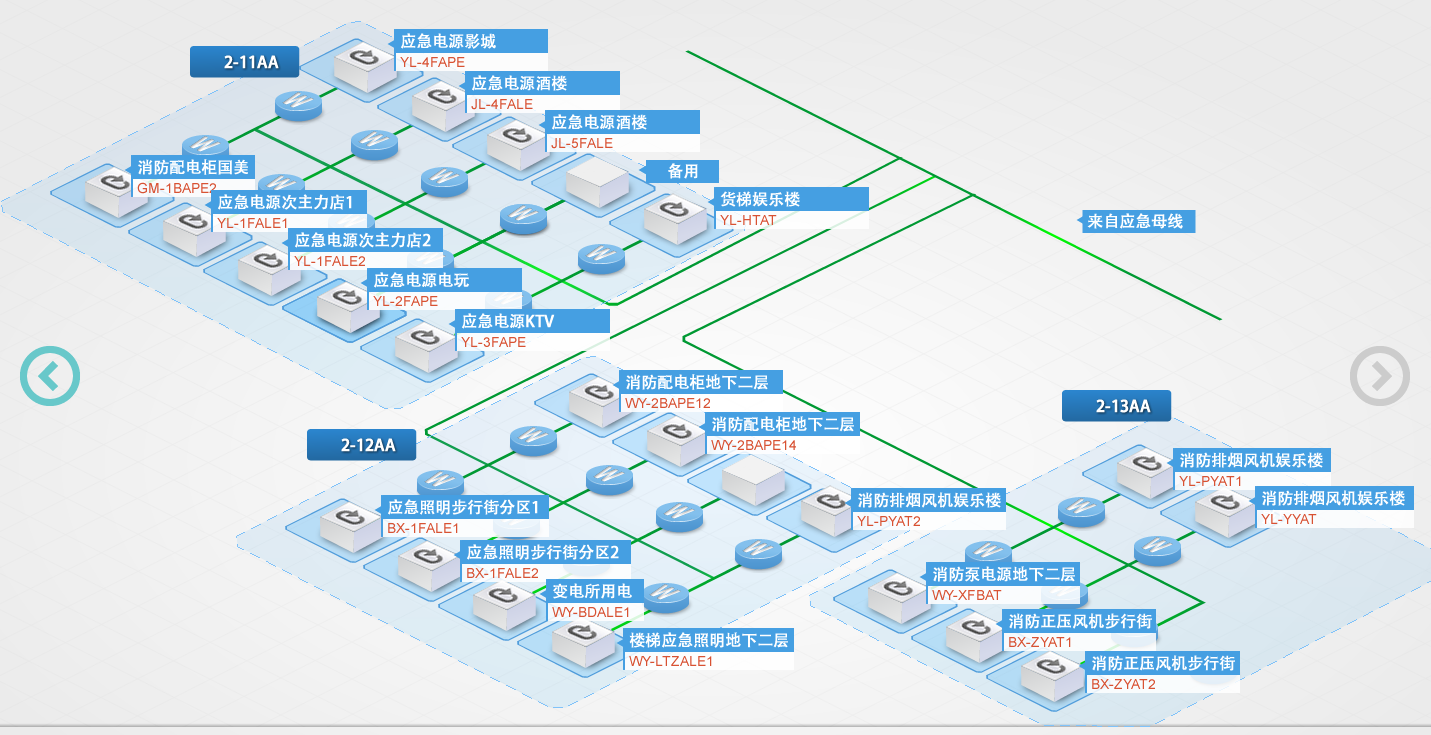 2-11AA
应急电源影城
YL-4FAPE
应急电源酒楼
JL-4FALE
应急电源酒楼
JL-5FALE
备用
货梯娱乐楼
YL-HTAT
消防配电柜国美
GM-1BAPE2
应急电源次主力店1
YL-1FALE1
应急电源次主力店2
YL-1FALE2
应急电源电玩
YL-2FAPE
应急电源KTV
YL-3FAPE
来自应急母线
2-12AA
消防配电柜地下二层
WY-2BAPE12
消防配电柜地下二层
WY-2BAPE14
消防排烟风机娱乐楼
YL-PYAT2
应急照明步行街分区1
BX-1FALE1
应急照明步行街分区2
BX-1FALE2
变电所用电
WY-BDALE1
楼梯应急照明地下二层
WY-LTZALE1
2-13AA
消防排烟风机娱乐楼
YL-PYAT1
消防排烟风机娱乐楼
YL-YYAT
消防泵电源地下二层
WY-XFBAT
消防正压风机步行街
BX-ZYAT1
消防正压风机步行街
BX-ZYAT2